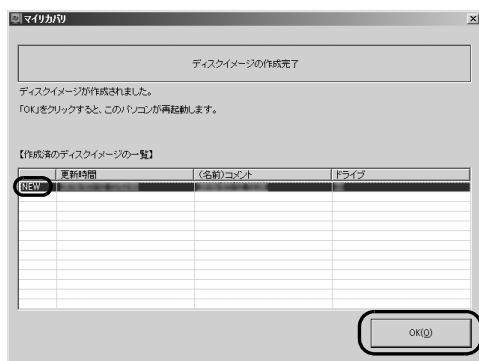 マイリカバリ
ディスクイメージの作成完了
ディスクイメージが作成されました。
「OK」をクリックすると、このパソコンが再起動します。
【作成済のディスクイメージの一覧】
更新時間 (名前)コメント ドライブ
NEW
OK(O)